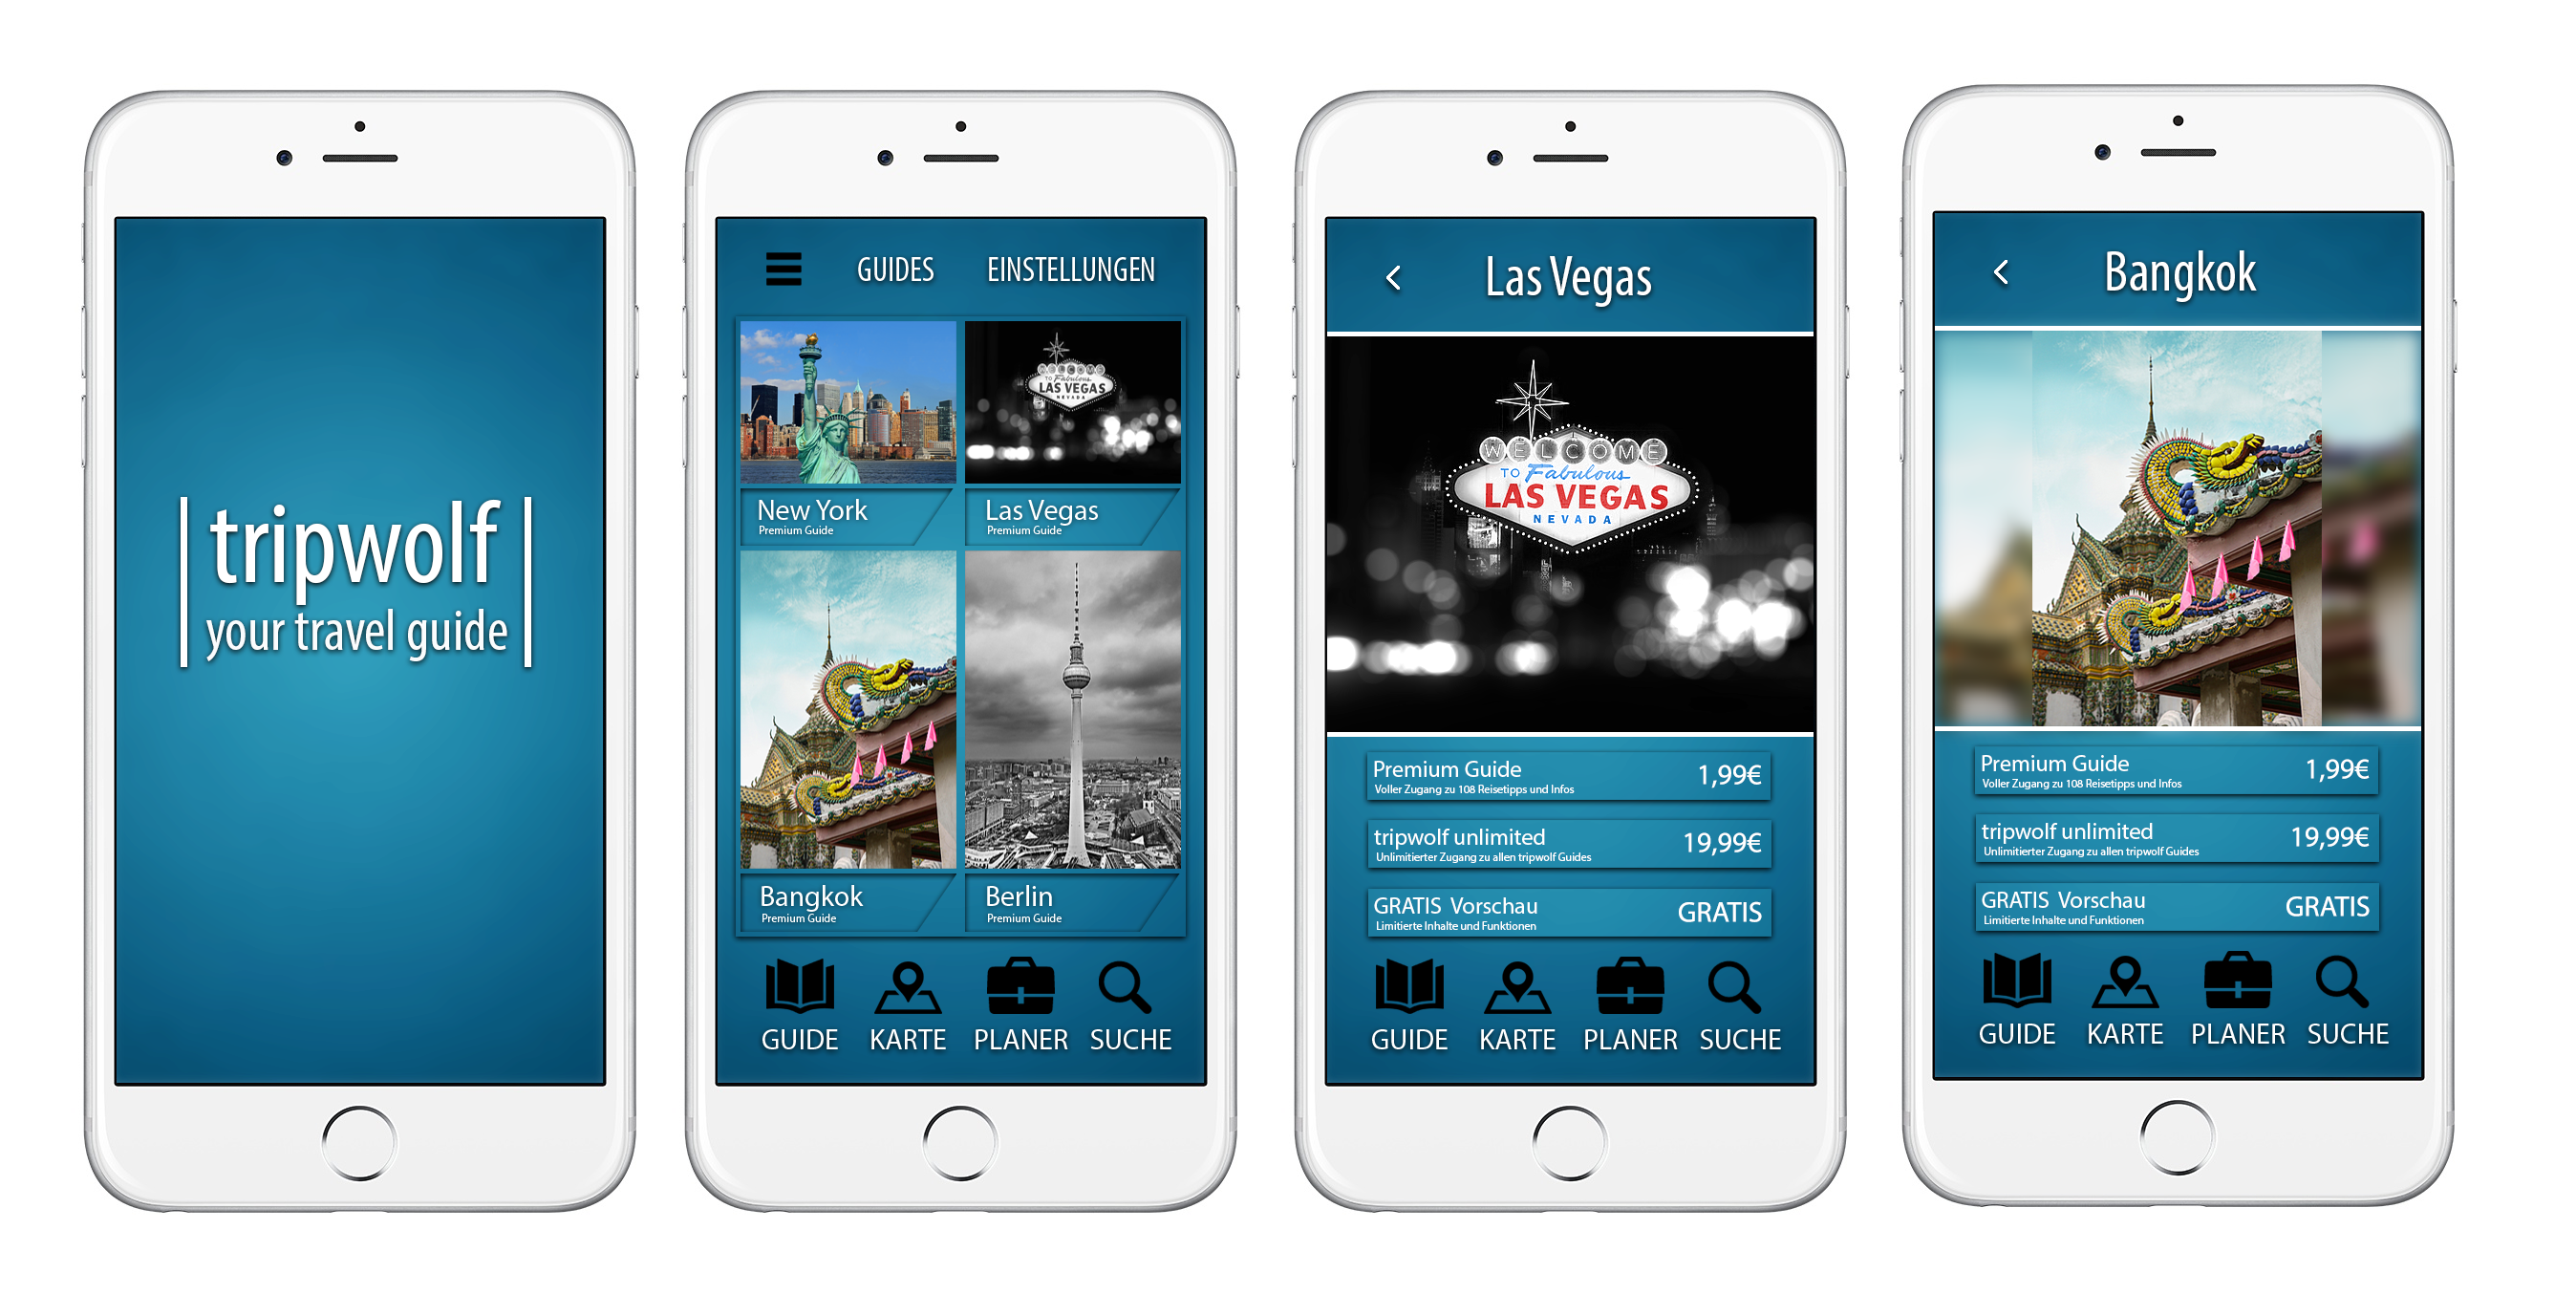 tripwolf
your travel guide
GUIDES EINSTELLUNGEN
WELCOME
TO Fabulous
LAS VEGAS
NEVADA
New York
Premium Guide
Las Vegas
Premium Guide
Bangkok
Premium Guide
Berlin
Premium Guide
GUIDE KARTE PLANER SUCHE
Las Vegas
WELCOME
TO Fabulous
LAS VEGAS
NEVADA
Premium Guide 1,99€
Voller Zugang zu 108 Reisetipps und Infos
tripwolf unlimited 19,99€
Unlimitierter Zugang zu allen tripwolf Guides
GRATIS Vorschau GRATIS
Limitierte Inhalte und Funktionen
GUIDE KARTE PLANER SUCHE
Bangkok
Premium Guide 1,99€
Voller Zugang zu 108 Reisetipps und Infos
tripwolf unlimited 19,99€
Unlimitierter Zugang zu allen tripwolf Guides
GRATIS Vorschau GRATIS
Limitierte Inhalte und Funktionen
GUIDE KARTE PLANER SUCHE